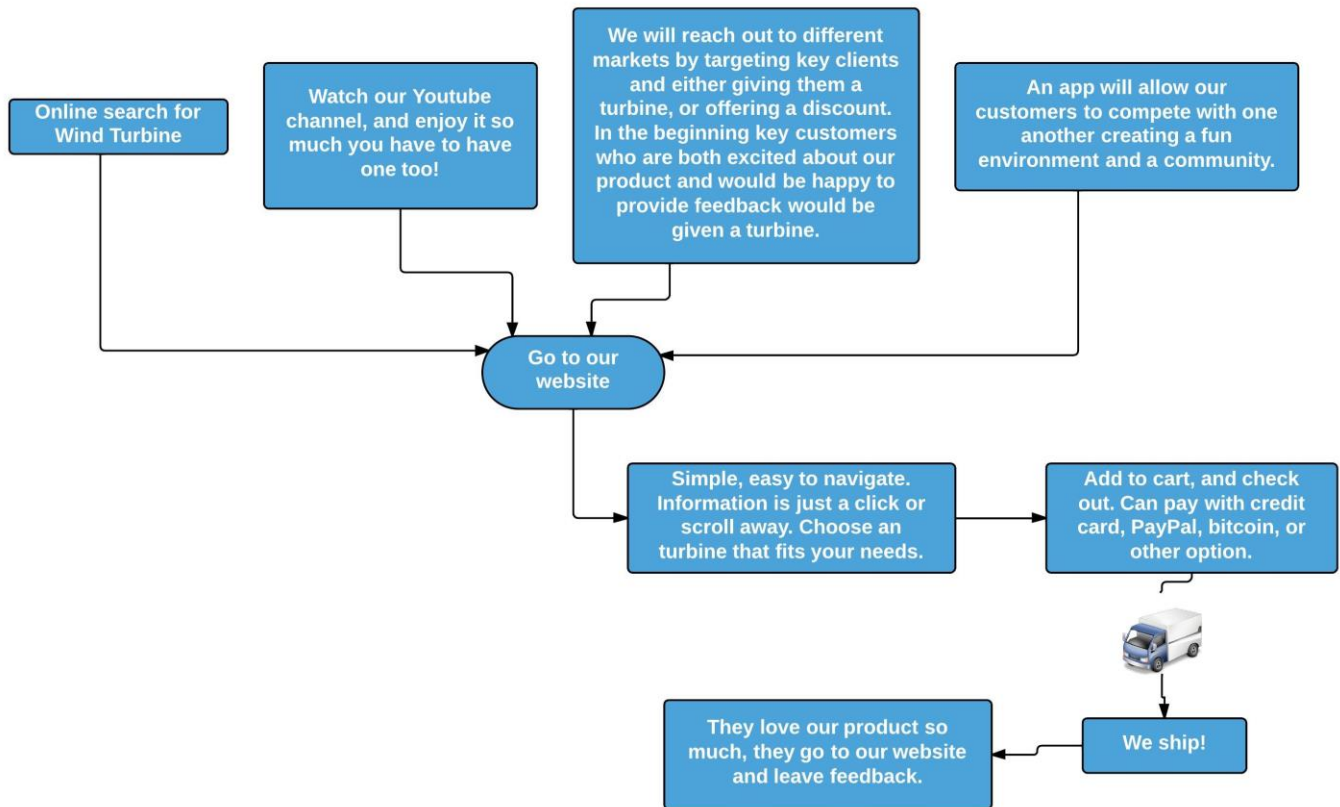 Online search for
Wind Turbine
Watch our Youtube
channel, and enjoy it so
much you have to have
one too!
We will reach out to different
markets by targeting key clients
and either giving them a
turbine, or offering a discount.
In the beginning key customers
who are both excited about our
product and would be happy to
provide feedback would be
given a turbine.
An app will allow our
customers to compete with one
another creating a fun
environment and a community.
Go to our
website
Simple, easy to navigate.
Information is just a click or
scroll away. Choose an
turbine that fits your needs.
Add to cart, and check
out. Can pay with credit
card, PayPal, bitcoin, or
other option.
We ship!
They love our product so
much, they go to our website
and leave feedback.